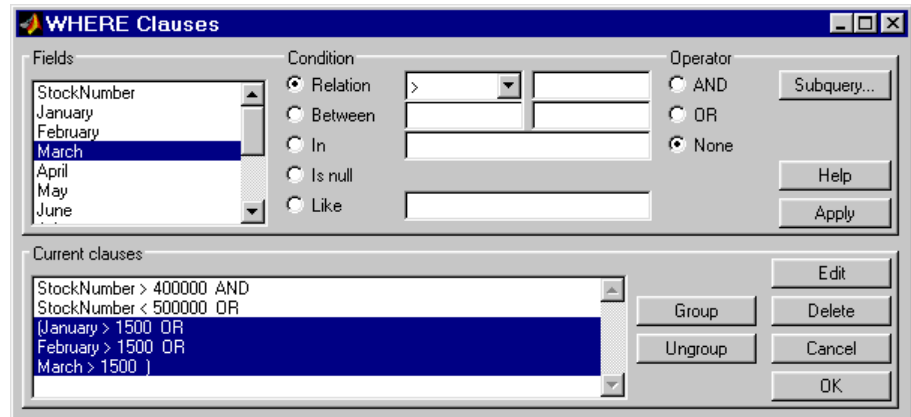 WHERE Clauses
Fields
StockNumber
January
February
March
April
May
June
Condition
Relation >
Between
In
Is null
Like
Operator
AND
OR
None
Subquery...
Help
Apply
Current clauses
StockNumber > 400000 AND
StockNumber < 500000 OR
(January > 1500 OR
February > 1500 OR
March > 1500 )
Group
Ungroup
Edit
Delete
Cancel
OK